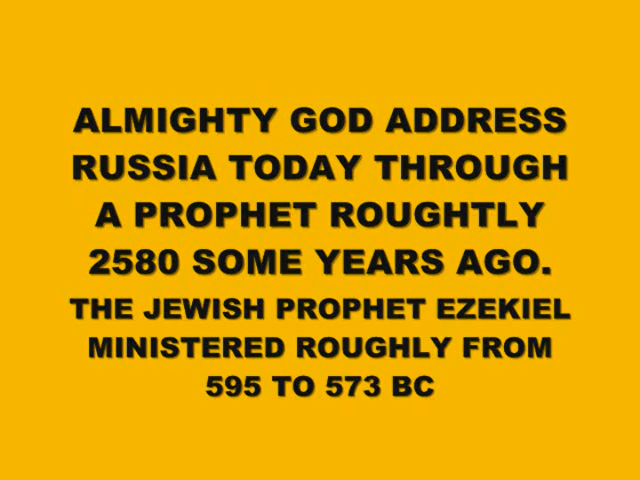 ALMIGHTY GOD ADDRESS
RUSSIA TODAY THROUGH
A PROPHET ROUGHTLY
2580 SOME YEARS AGO.
THE JEWISH PROPHET EZEKIEL
MINISTERED ROUGHLY FROM
595 TO 573 BC